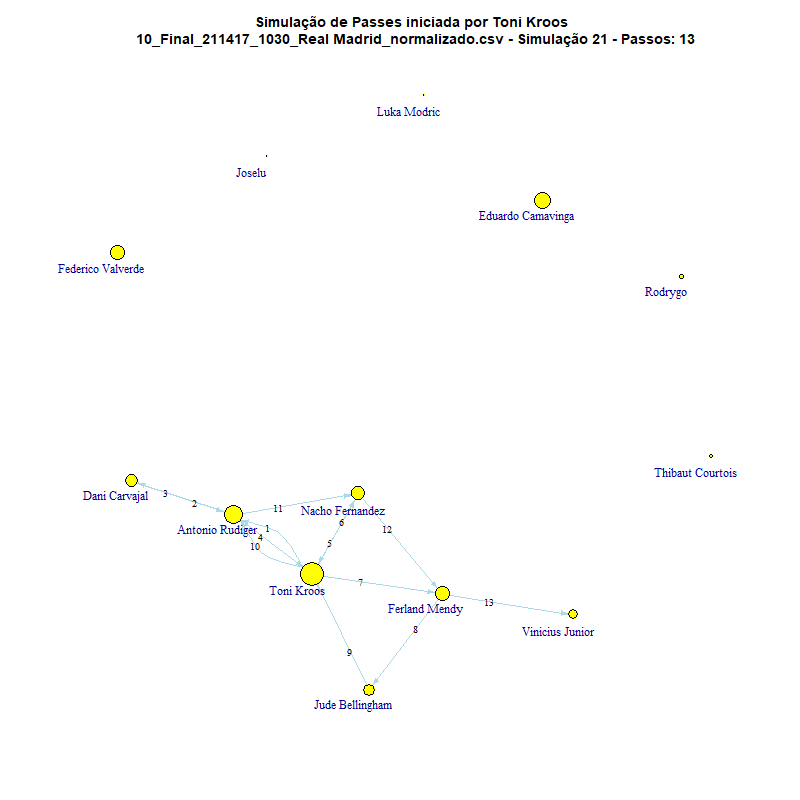 Simulação de Passes iniciada por Toni Kroos
10_Final_211417_1030_Real Madrid_normalizado.csv - Simulação 21 - Passos: 13
Luka Modric
Joselu
Eduardo Camavinga
Federico Valverde
Rodrygo
Thibaut Courtois
Dani Carvajal
3
2
Antonio Rudiger
11
Nacho Fernandez
6
1
4
10
5
12
Toni Kroos
7
Ferland Mendy
13
Vinicius Junior
8
9
Jude Bellingham